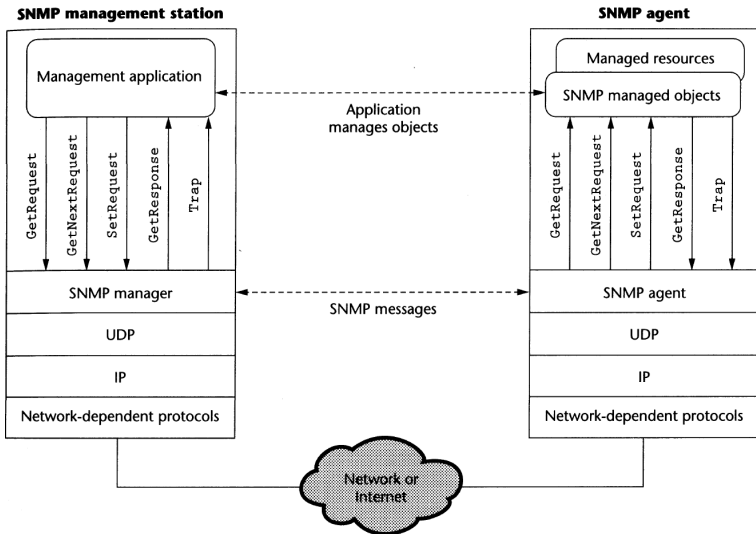 SNMP management station
SNMP agent
Management application
Managed resources
SNMP managed objects
Application
manages objects
GetRequest
GetNextRequest
SetRequest
GetResponse
Trap
GetRequest
GetNextRequest
SetRequest
GetResponse
Trap
SNMP manager
SNMP messages
SNMP agent
UDP
UDP
IP
IP
Network-dependent protocols
Network-dependent protocols
Network or
Internet